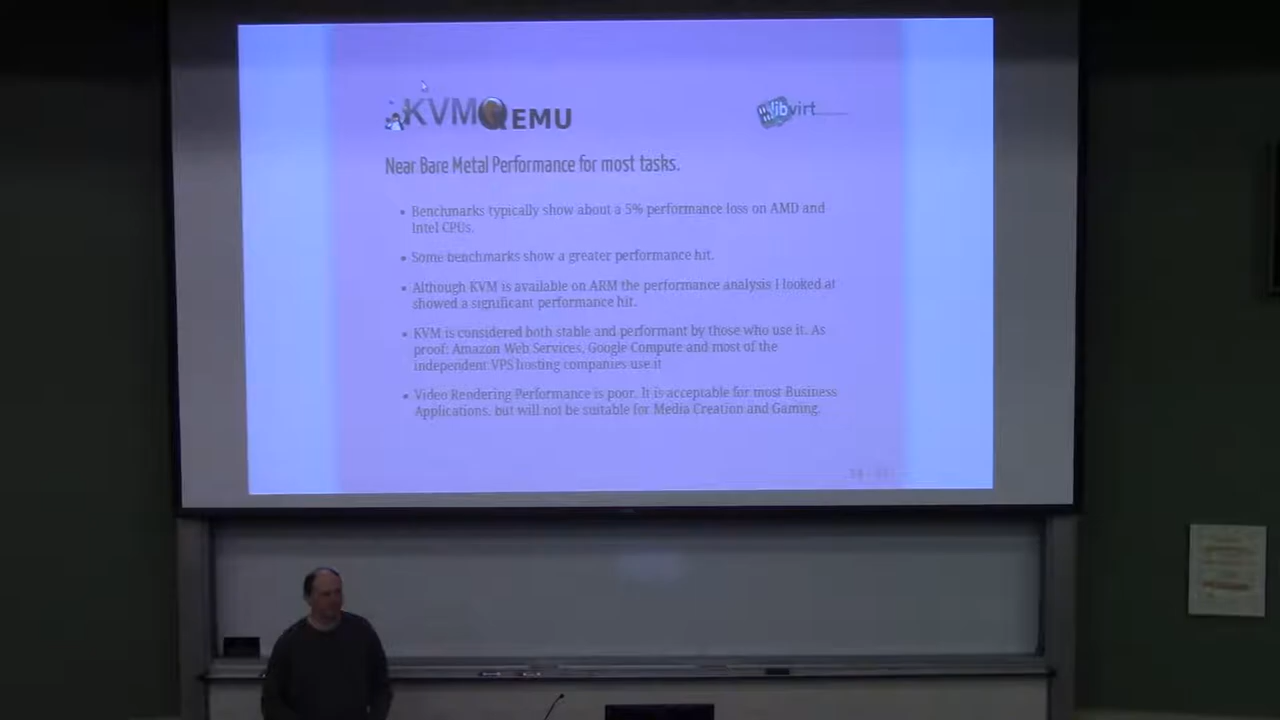 KVM QEMU
libvirt
Near Bare Metal Performance for most tasks.
• Benchmarks typically show about a 5% performance loss on AMD and
Intel CPUs.
• Some benchmarks show a greater performance hit.
• Although KVM is available on ARM the performance analysis I looked at
showed a significant performance hit.
• KVM is considered both stable and performant by those who use it. As
proof: Amazon Web Services, Google Compute and most of the
independent VPS hosting companies use it
• Video Rendering Performance is poor. It is acceptable for most Business
Applications, but will not be suitable for Media Creation and Gaming.